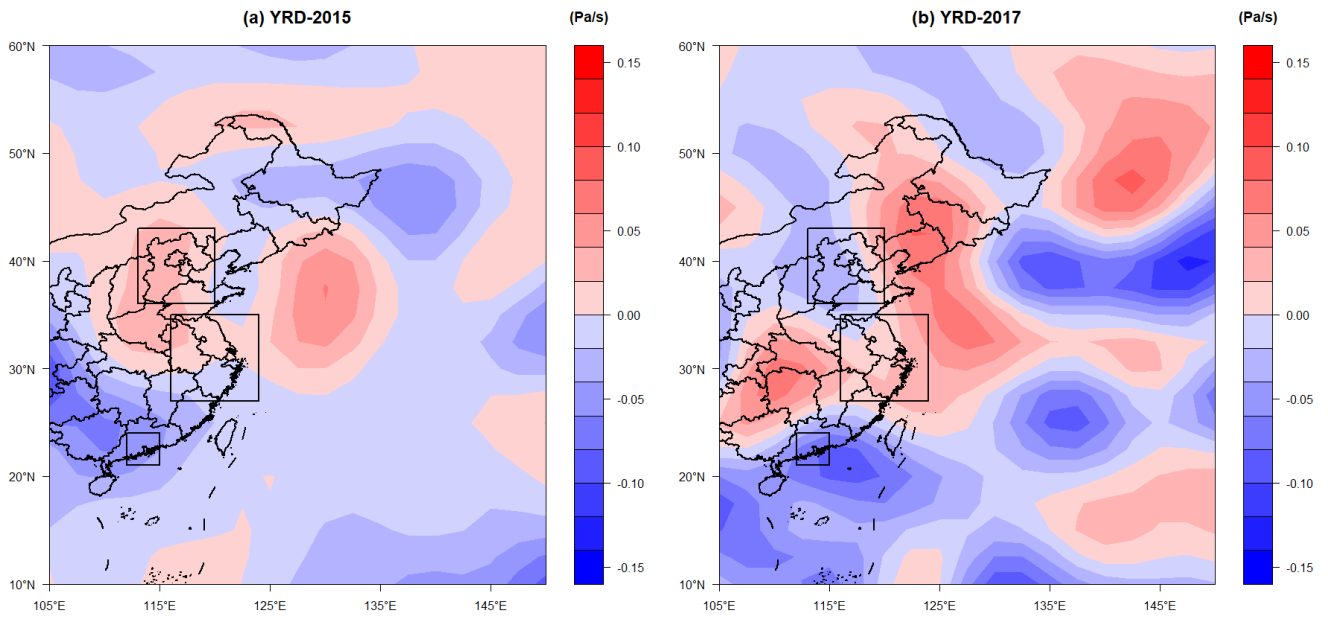 (a) YRD-2015
(Pa/s)
60°N
50°N
40°N
30°N
20°N
10°N
105°E
115°E
125°E
135°E
145°E
0.15
0.10
0.05
0.00
-0.05
-0.10
-0.15
(b) YRD-2017
(Pa/s)
60°N
50°N
40°N
30°N
20°N
10°N
105°E
115°E
125°E
135°E
145°E
0.15
0.10
0.05
0.00
-0.05
-0.10
-0.15